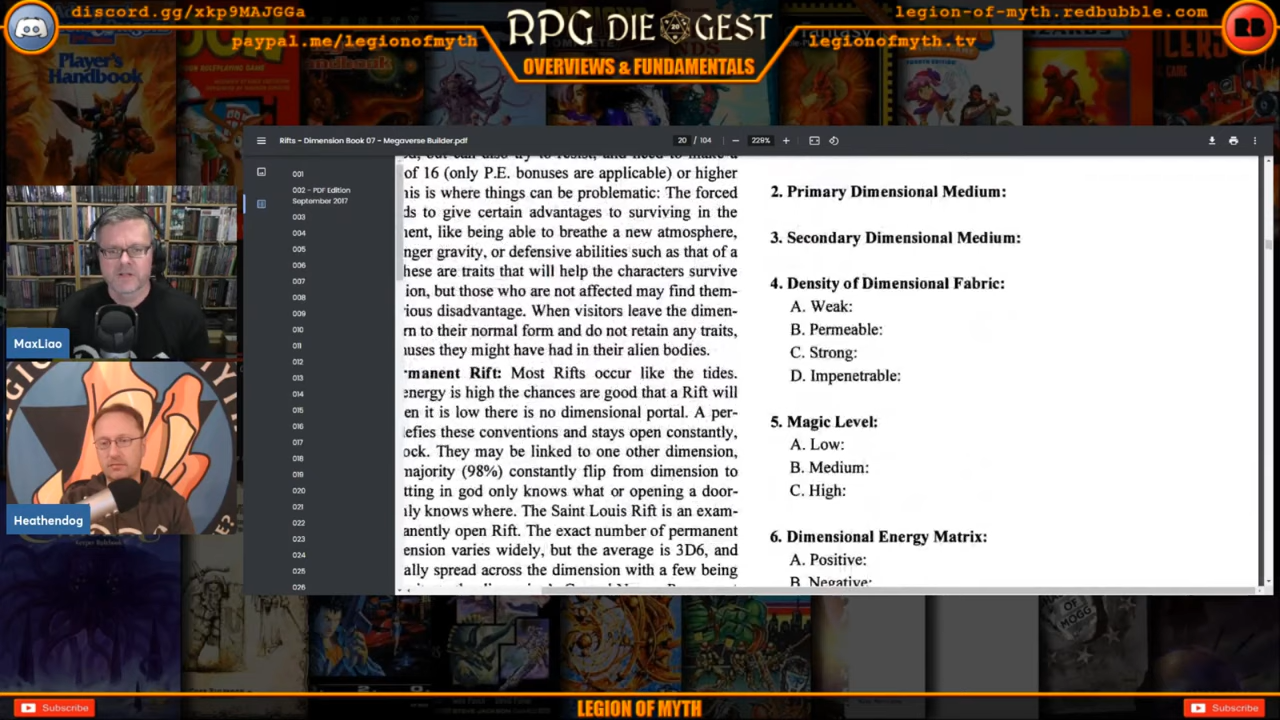 discord.gg/xkp9MAJGGa
paypal.me/legionofmyth
RPG DIE GEST
OVERVIEWS & FUNDAMENTALS
legion-of-myth.redbubble.com
legionofmyth.tv
Player's
Handbook
Rifts - Dimension Book 07 - Megaverse Builder.pdf
20 / 104
229%
001
002 - PDF Edition
September 2017
003
004
005
006
007
008
009
010
011
012
013
014
015
016
017
018
019
020
021
022
023
024
025
026
of 16 (only P.E. bonuses are applicable) or higher
his is where things can be problematic: The forced
ds to give certain advantages to surviving in the
nent, like being able to breathe a new atmosphere,
nger gravity, or defensive abilities such as that of a
hese are traits that will help the characters survive
ion, but those who are not affected may find them-
rious disadvantage. When visitors leave the dimen-
rn to their normal form and do not retain any traits,
nuses they might have had in their alien bodies.
rmanent Rift: Most Rifts occur like the tides.
energy is high the chances are good that a Rift will
en it is low there is no dimensional portal. A per-
defies these conventions and stays open constantly,
ock. They may be linked to one other dimension,
majority (98%) constantly flip from dimension to
tting in god only knows what or opening a door-
nly knows where. The Saint Louis Rift is an exam-
anently open Rift. The exact number of permanent
ension varies widely, but the average is 3D6, and
ally spread across the dimension with a few being
2. Primary Dimensional Medium:
3. Secondary Dimensional Medium:
4. Density of Dimensional Fabric:
A. Weak:
B. Permeable:
C. Strong:
D. Impenetrable:
5. Magic Level:
A. Low:
B. Medium:
C. High:
6. Dimensional Energy Matrix:
A. Positive:
B. Negative:
MaxLiao
Heathendog
Subscribe
LEGION OF MYTH
Subscribe